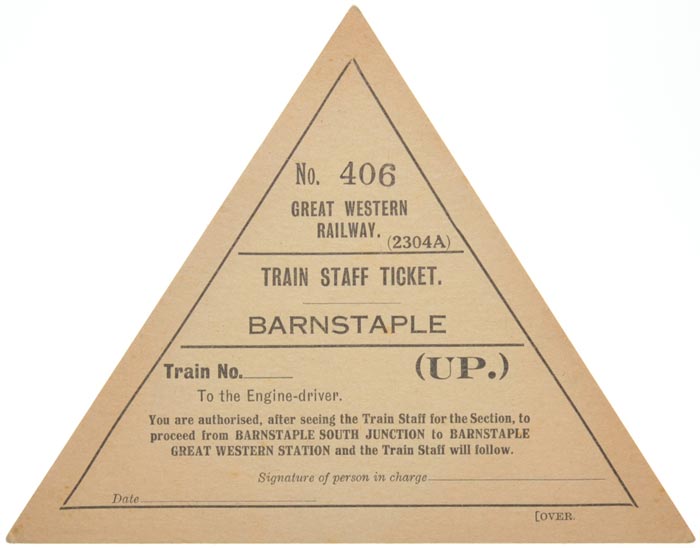 No. 406
GREAT WESTERN
RAILWAY.
(2304A)
TRAIN STAFF TICKET.
BARNSTAPLE
Train No. (UP.)
To the Engine-driver.
You are authorised, after seeing the Train Staff for the Section, to
proceed from BARNSTAPLE SOUTH JUNCTION to BARNSTAPLE
GREAT WESTERN STATION and the Train Staff will follow.
Signature of person in charge
Date
[OVER.